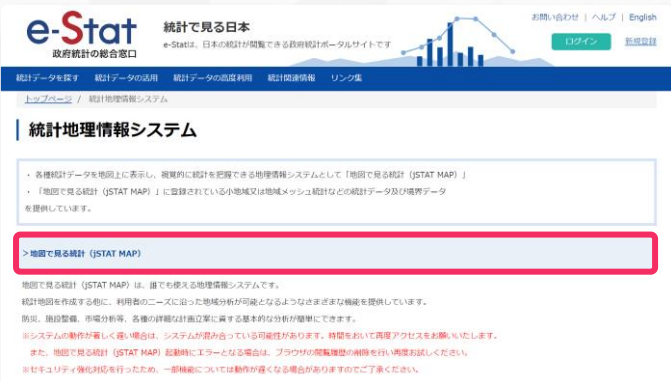 e-Stat
政府統計の総合窓口
統計で見る日本
e-Statは、日本の統計が閲覧できる政府統計ポータルサイトです
お問い合わせ | ヘルプ | English
ログイン 新規登録
統計データを探す 統計データの活用 統計データの高度利用 統計関連情報 リンク集
トップページ / 統計地理情報システム
統計地理情報システム
・ 各種統計データを地図上に表示し、視覚的に統計を把握できる地理情報システムとして「地図で見る統計（jSTAT MAP）」
・ 「地図で見る統計（jSTAT MAP）」に登録されている小地域又は地域メッシュ統計などの統計データ及び境界データ
を提供しています。
>地図で見る統計（jSTAT MAP）
地図で見る統計（jSTAT MAP）は、誰でも使える地理情報システムです。
統計地図を作成する他に、利用者のニーズに沿った地域分析が可能となるようなさまざまな機能を提供しています。
防災、施設整備、市場分析等、各種の詳細な計画立案に資する基本的な分析が簡単にできます。
※システムの動作が著しく遅い場合は、システムが混み合っている可能性があります。時間をおいて再度アクセスをお願いいたします。
また、地図で見る統計（jSTAT MAP）起動時にエラーとなる場合は、ブラウザの閲覧履歴の削除を行い再度お試しください。
※セキュリティ強化対応を行ったため、一部機能については動作が遅くなる場合がありますのでご了承ください。